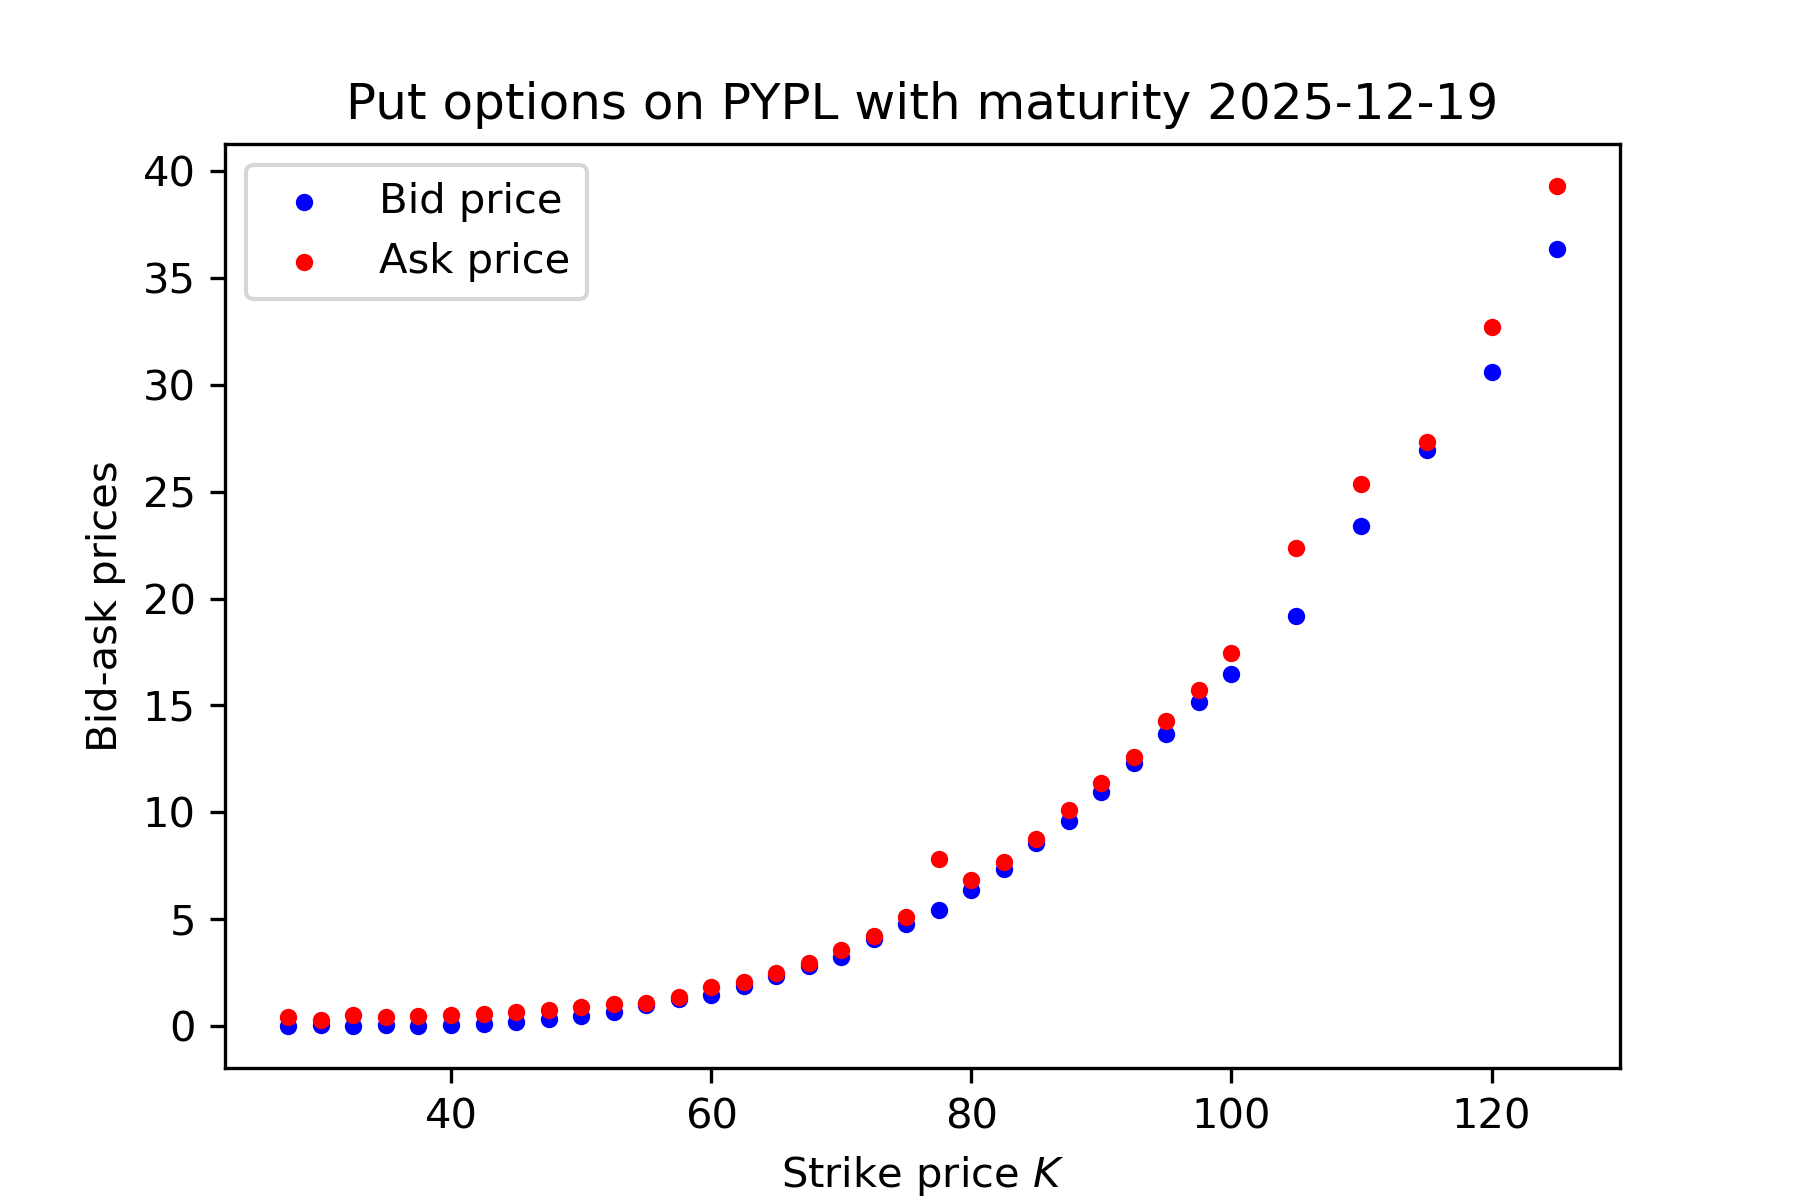 Put options on PYPL with maturity 2025-12-19
Bid price
Ask price
40
35
30
25
20
15
10
5
0
Bid-ask prices
40 60 80 100 120
Strike price K